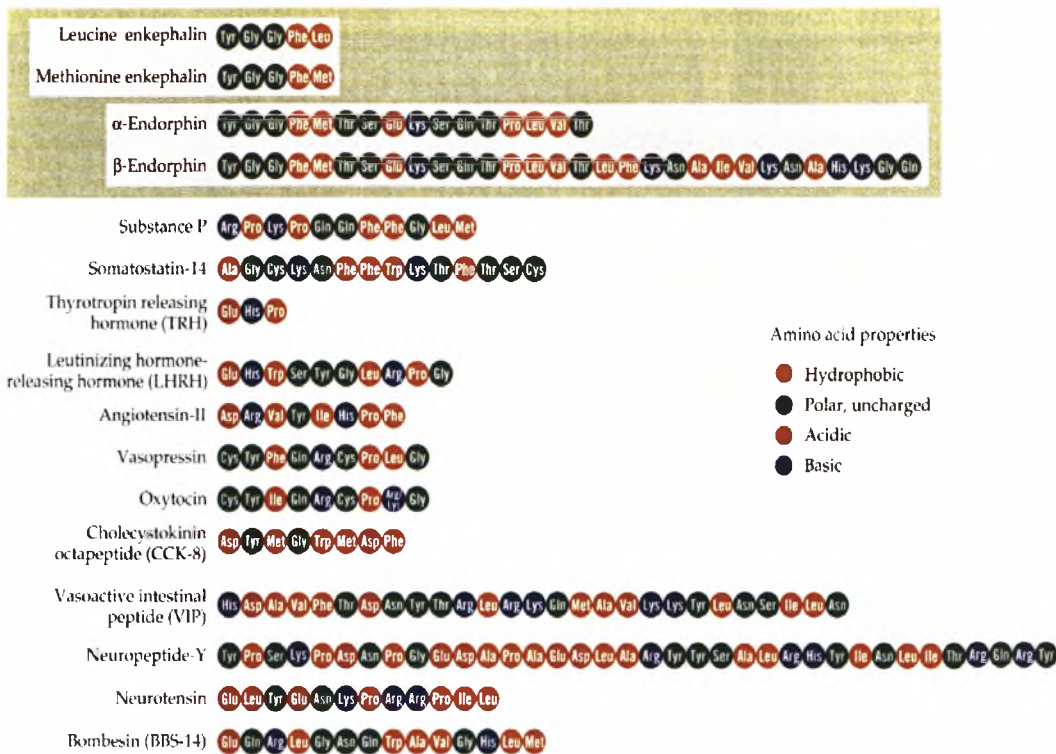 Leucine enkephalin Tyr Gly Gly Phe Leu
Methionine enkephalin Tyr Gly Gly Phe Met
α-Endorphin Tyr Gly Gly Phe Met Thr Ser Glu Lys Ser Gln Thr Pro Leu Val Thr
β-Endorphin Tyr Gly Gly Phe Met Thr Ser Glu Lys Ser Gln Thr Pro Leu Val Thr Leu Phe Lys Asn Ala Ile Val Lys Asn Ala His Lys Gly Gln
Substance P Arg Pro Lys Pro Gln Gln Phe Phe Gly Leu Met
Somatostatin-14 Ala Gly Cys Lys Asn Phe Phe Trp Lys Thr Phe Thr Ser Cys
Thyrotropin releasing
hormone (TRH) Glu His Pro
Leutinizing hormone-
releasing hormone (LHRH) Glu His Trp Ser Tyr Gly Leu Arg Pro Gly
Angiotensin-II Asp Arg Val Tyr Ile His Pro Phe
Vasopressin Cys Tyr Phe Gln Arg Cys Pro Leu Gly
Oxytocin Cys Tyr Ile Gln Arg Cys Pro Arg/ Lys Gly
Cholecystokinin
octapeptide (CCK-8) Asp Tyr Met Gly Trp Met Asp Phe
Vasoactive intestinal
peptide (VIP) His Asp Ala Val Phe Thr Asp Asn Tyr Thr Arg Leu Arg Lys Gln Met Ala Val Lys Lys Tyr Leu Asn Ser Ile Leu Asn
Neuropeptide-Y Tyr Pro Ser Lys Pro Asp Asn Pro Gly Glu Asp Ala Pro Ala Glu Asp Leu Ala Arg Tyr Tyr Ser Ala Leu Arg His Tyr Ile Asn Leu Ile Thr Arg Gln Arg Tyr
Neurotensin Glu Leu Tyr Glu Asn Lys Pro Arg Arg Pro Ile Leu
Bombesin (BBS-14) Glu Gln Arg Leu Gly Asn Gln Trp Ala Val Gly His Leu Met
Amino acid properties
Hydrophobic
Polar, uncharged
Acidic
Basic